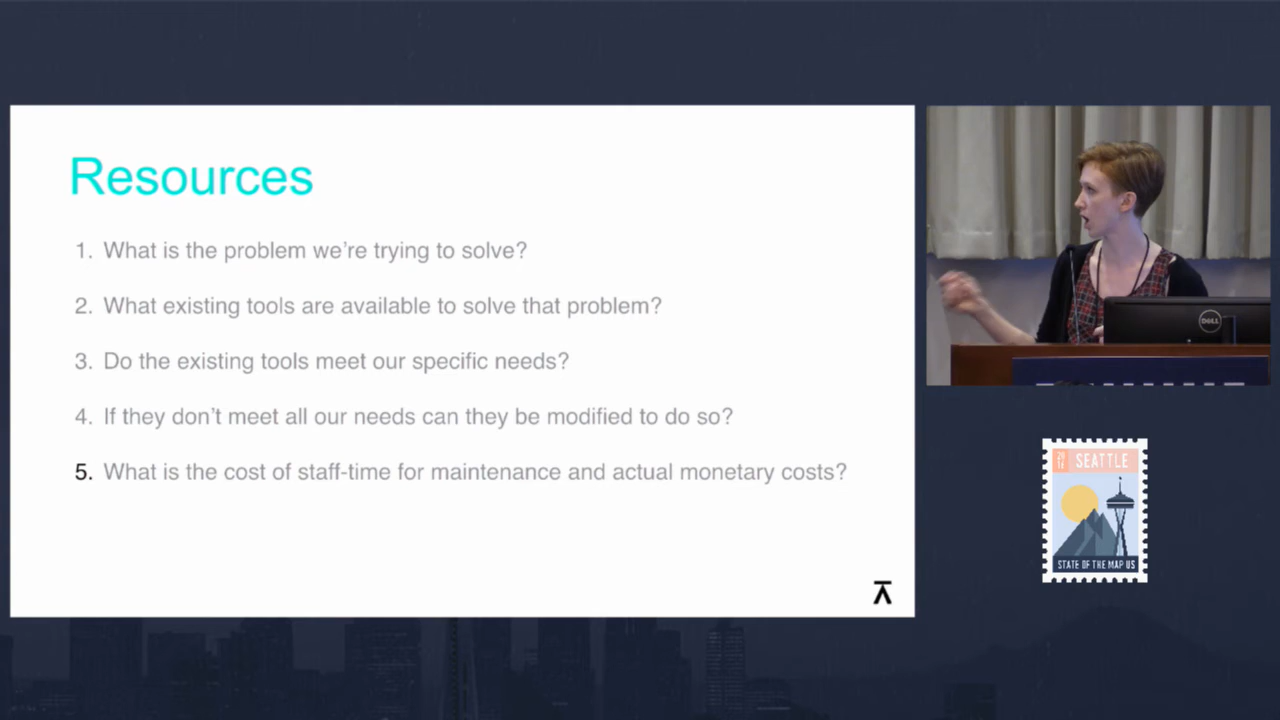 Resources
1. What is the problem we're trying to solve?
2. What existing tools are available to solve that problem?
3. Do the existing tools meet our specific needs?
4. If they don't meet all our needs can they be modified to do so?
5. What is the cost of staff-time for maintenance and actual monetary costs?
DELL
SEATTLE
STATE OF THE MAP US